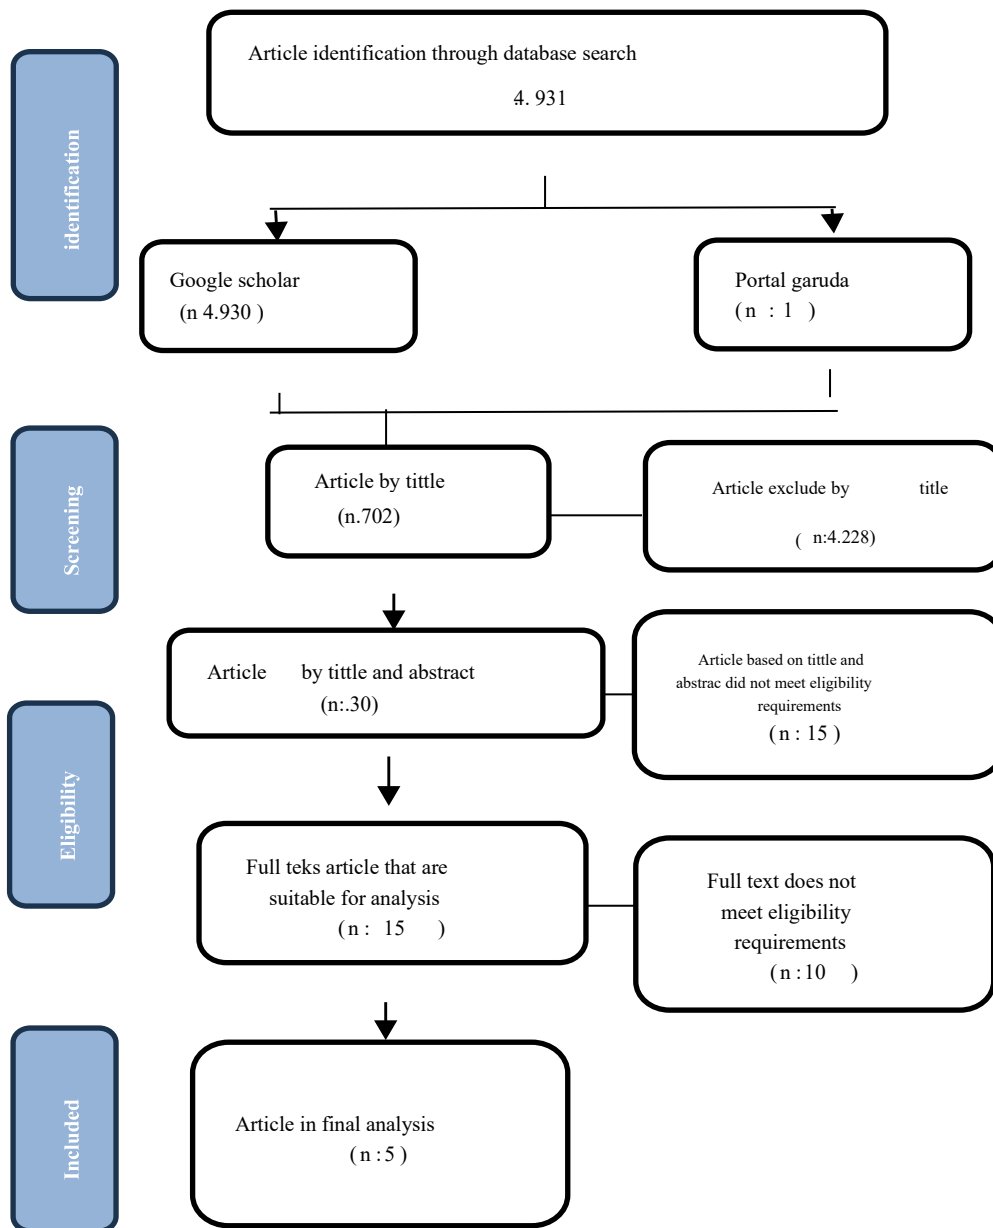 identification
Article identification through database search
4. 931
Google scholar
(n 4.930 )
Portal garuda
( n : 1 )
Screening
Article by tittle
(n.702)
Article exclude by title
( n:4.228)
Article by tittle and abstract
(n:.30)
Article based on tittle and
abstrac did not meet eligibility
requirements
( n : 15 )
Eligibility
Full teks article that are
suitable for analysis
( n : 15 )
Full text does not
meet eligibility
requirements
( n :10 )
Included
Article in final analysis
( n : 5 )